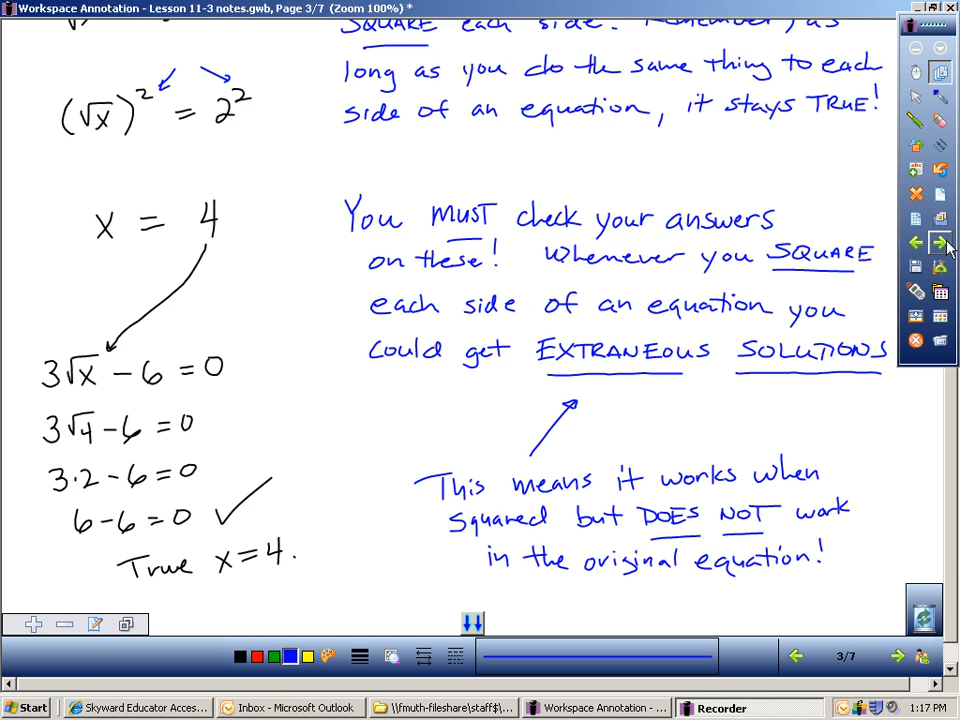 Workspace Annotation - Lesson 11-3 notes.gwb, Page 3/7 (Zoom 100%) *
SQUARE each side. Remember, as
long as you do the same thing to each
side of an equation, it stays TRUE!
(√x)² = 2²
x = 4
You MUST check your answers
on these! Whenever you SQUARE
each side of an equation you
could get EXTRANEOUS SOLUTIONS
3√x - 6 = 0
3√4 - 6 = 0
3·2 - 6 = 0
6 - 6 = 0 ✓
True x = 4.
This means it works when
squared but DOES NOT work
in the original equation!
3/7
Start
Skyward Educator Acces...
Inbox - Microsoft Outlook
\\fmuth-fileshare\staff$\...
Workspace Annotation - ...
Recorder
1:17 PM